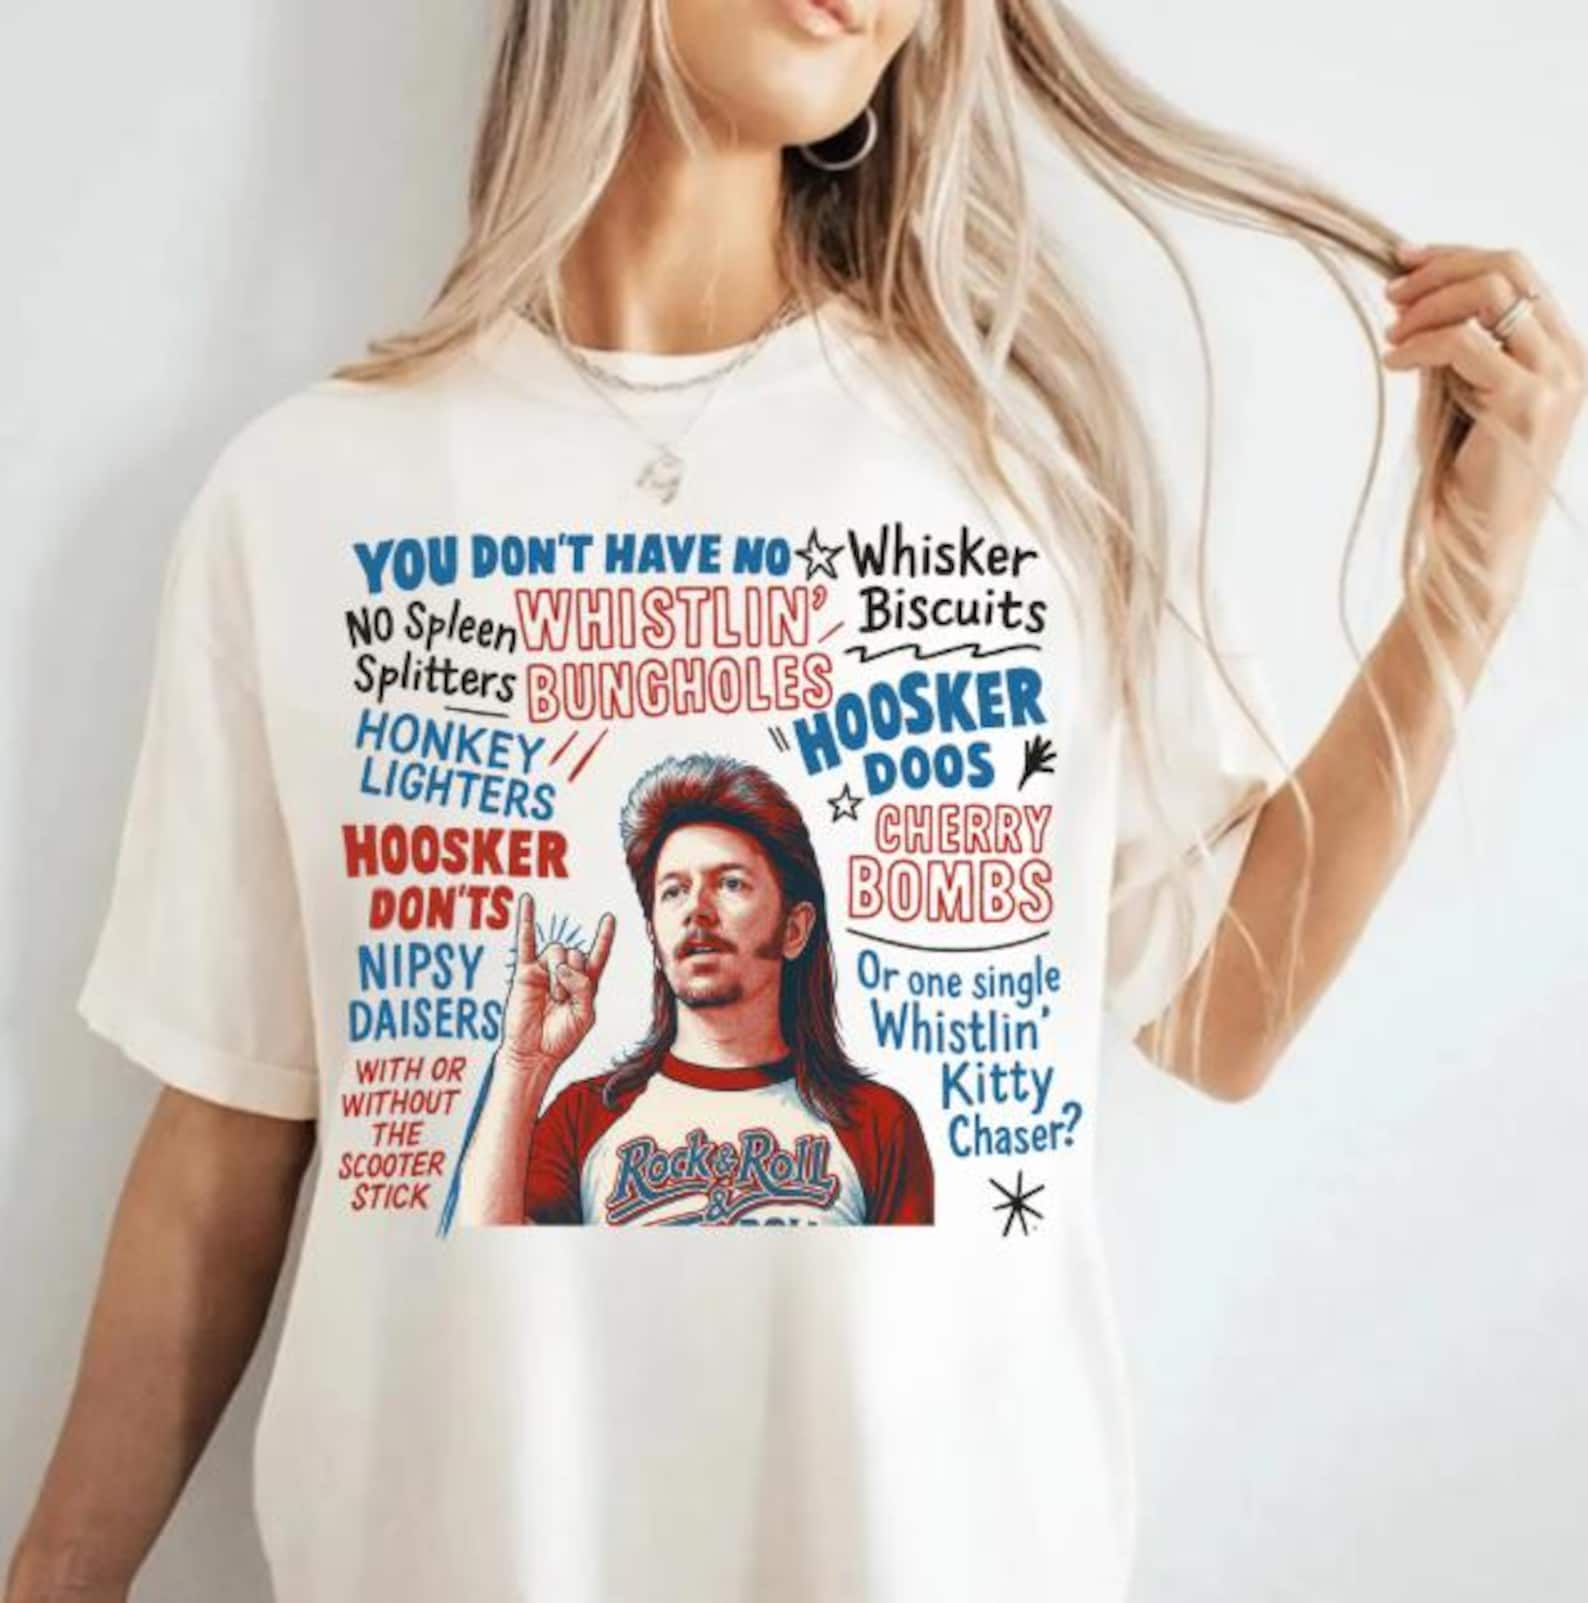 YOU DON'T HAVE NO
NO Spleen
Splitters
WHISTLIN'
BUNGHOLES
Whisker
Biscuits
HONKEY
LIGHTERS
HOOSKER
DOOS
HOOSKER
DON'TS
CHERRY
BOMBS
NIPSY
DAISERS
WITH OR
WITHOUT
THE
SCOOTER
STICK
Or one single
Whistlin'
Kitty
Chaser?
Rock & Roll
&